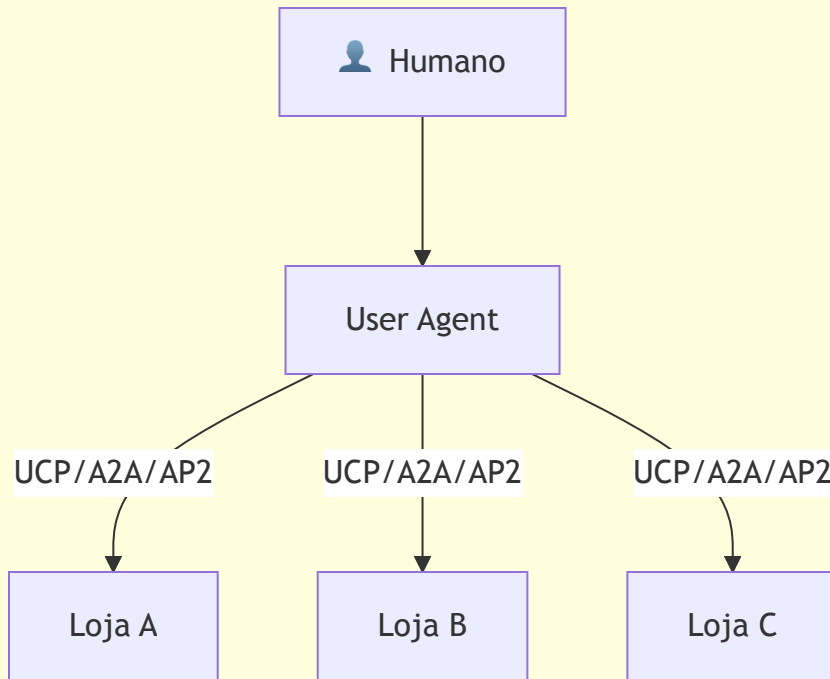 Humano
User Agent
UCP/A2A/AP2
UCP/A2A/AP2
UCP/A2A/AP2
Loja A
Loja B
Loja C